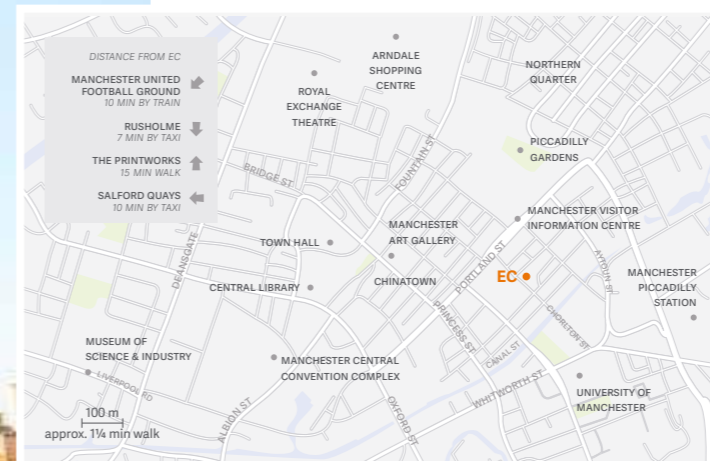 DISTANCE FROM EC
MANCHESTER UNITED
FOOTBALL GROUND
10 MIN BY TRAIN
RUSHOLME
7 MIN BY TAXI
THE PRINTWORKS
15 MIN WALK
SALFORD QUAYS
10 MIN BY TAXI
ARNDALE
SHOPPING
CENTRE
NORTHERN
QUARTER
ROYAL
EXCHANGE
THEATRE
PICCADILLY
GARDENS
FOUNTAIN ST
BRIDGE ST
MANCHESTER VISITOR
INFORMATION CENTRE
MANCHESTER
ART GALLERY
TOWN HALL
PORTLAND ST
AYTOUN ST
DEANSGATE
CENTRAL LIBRARY
CHINATOWN
EC
MANCHESTER
PICCADILLY
STATION
PRINCESS ST
CHORLTON ST
MUSEUM OF
SCIENCE & INDUSTRY
MANCHESTER CENTRAL
CONVENTION COMPLEX
CANAL ST
LIVERPOOL RD
WHITWORTH ST
UNIVERSITY OF
MANCHESTER
ALBION ST
OXFORD ST
100 m
approx. 1¼ min walk